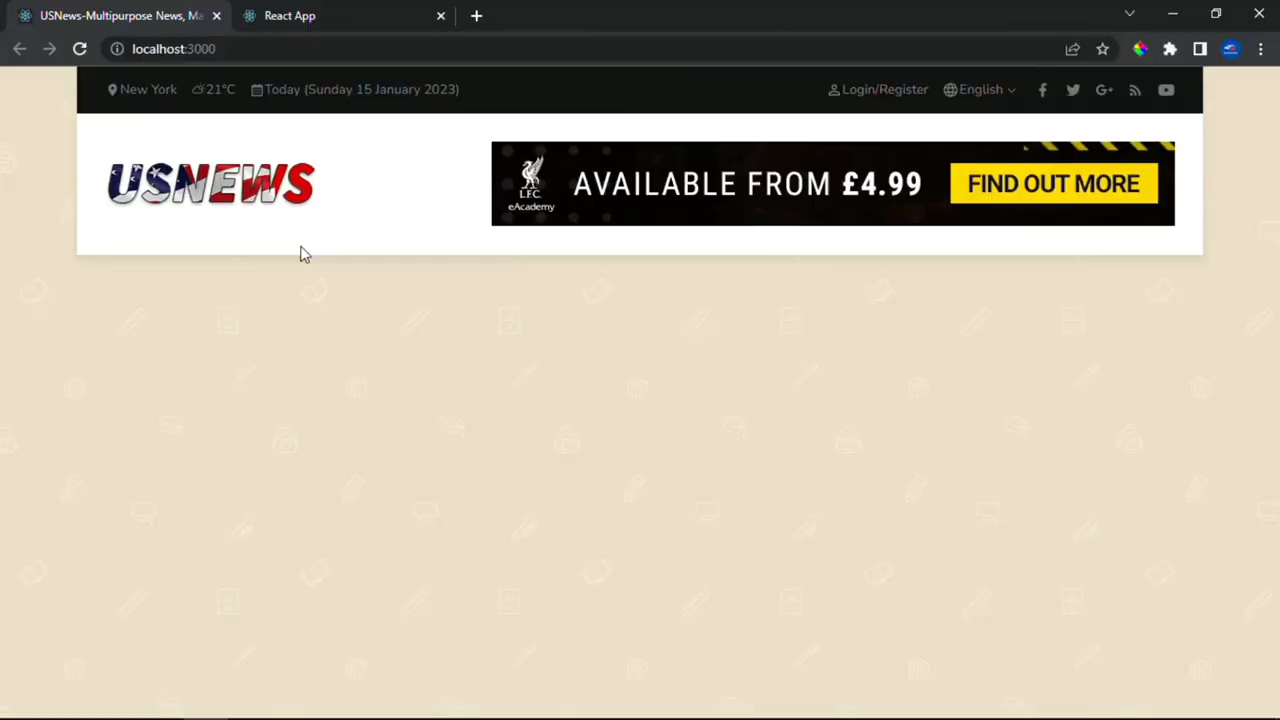 USNews-Multipurpose News, Ma
React App
localhost:3000
New York 21°C Today (Sunday 15 January 2023)
Login/Register English
USNEWS
L.F.C.
eAcademy
AVAILABLE FROM £4.99
FIND OUT MORE